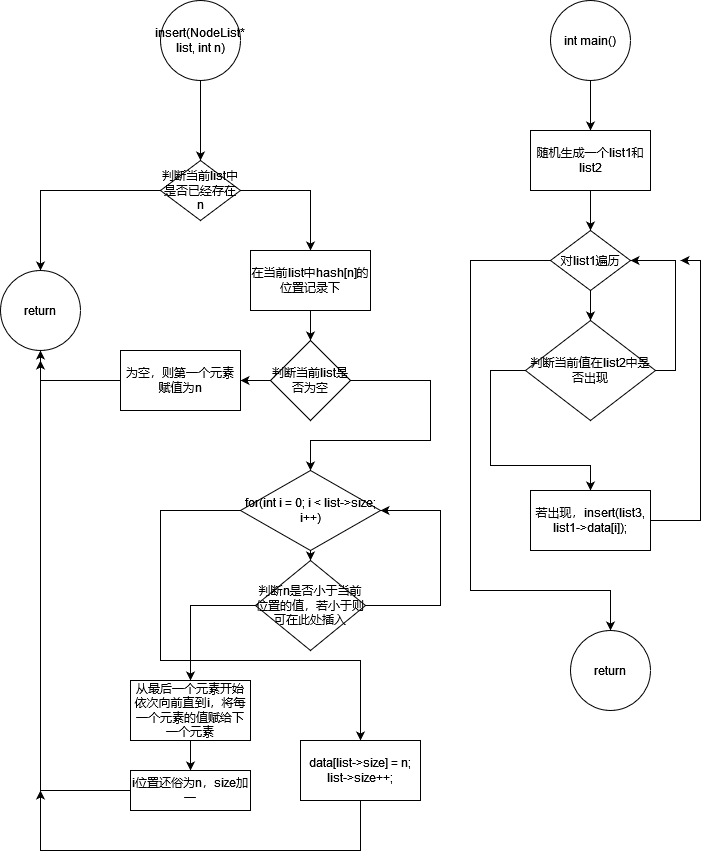 insert(NodeList*
list, int n)
int main()
随机生成一个list1和
list2
判断当前list中
是否已经存在
n
对list1遍历
在当前list中hash[n]的
位置记录下
return
判断当前值在list2中是
否出现
为空，则第一个元素
赋值为n
判断当前list是
否为空
for(int i = 0; i < list->size;
i++)
若出现，insert(list3,
list1->data[i]);
判断n是否小于当前
位置的值，若小于则
可在此处插入
return
从最后一个元素开始
依次向前直到i，将每
一个元素的值赋给下
一个元素
data[list->size] = n;
list->size++;
i位置还俗为n，size加
一